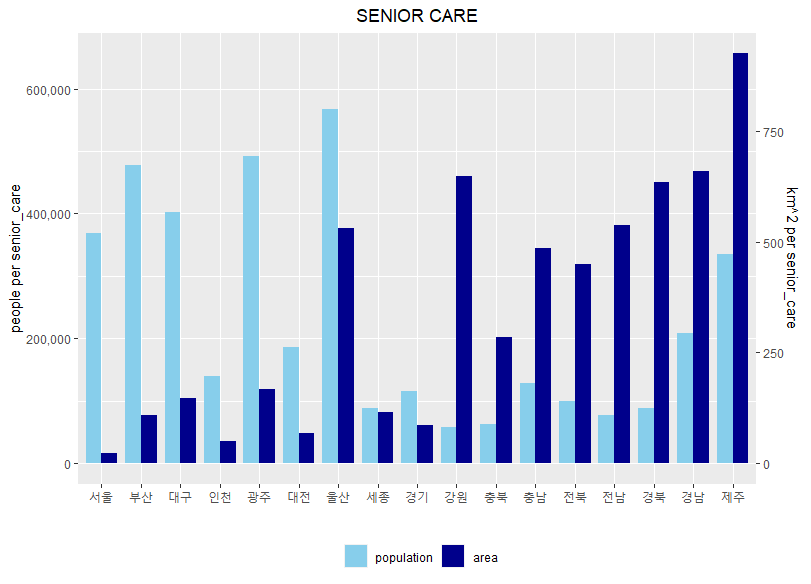 SENIOR CARE
people per senior_care
600,000
400,000
200,000
0
km^2 per senior_care
750
500
250
0
서울 부산 대구 인천 광주 대전 울산 세종 경기 강원 충북 충남 전북 전남 경북 경남 제주
population area